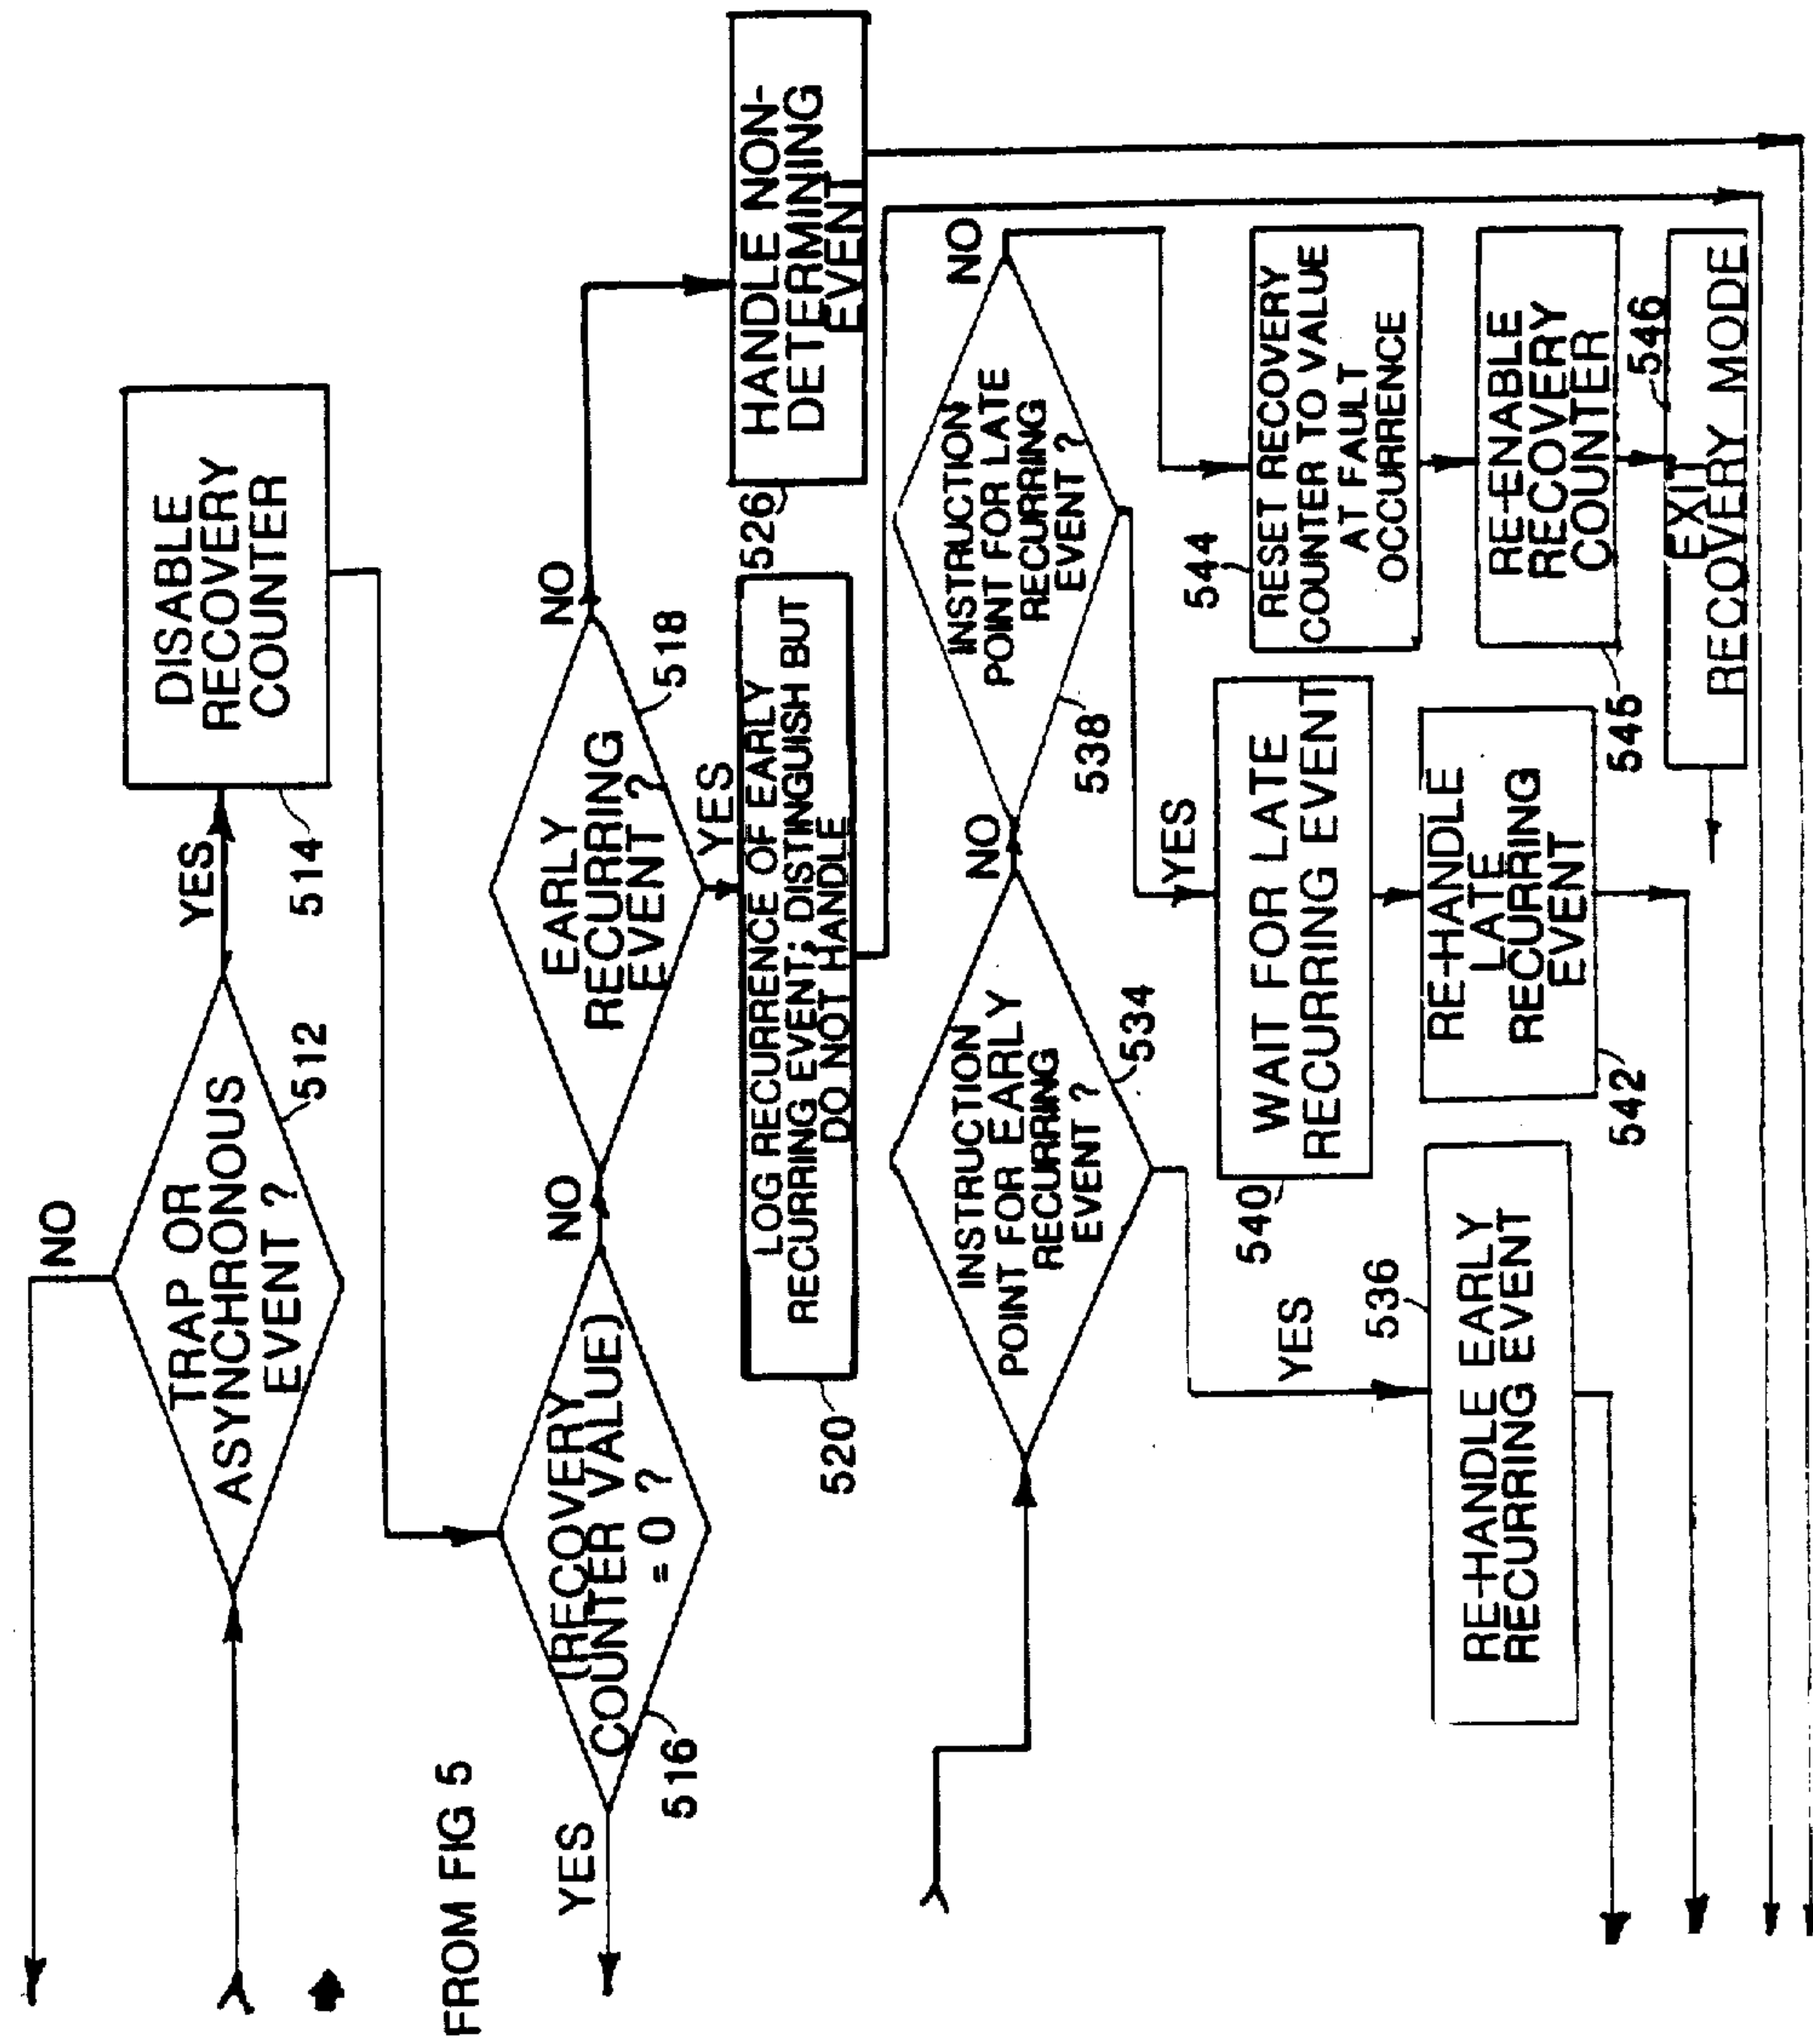 NO
TRAP OR
ASYNCHRONOUS
EVENT ?
512
YES
DISABLE
RECOVERY
COUNTER
514
FROM FIG 5
YES
(RECOVERY
COUNTER VALUE)
= 0 ?
516
NO
EARLY
RECURRING
EVENT ?
518
NO
YES
HANDLE NON-
DETERMINING
EVENT
526
LOG RECURRENCE OF EARLY
RECURRING EVENT; DISTINGUISH BUT
DO NOT HANDLE
520
INSTRUCTION
POINT FOR EARLY
RECURRING
EVENT ?
534
NO
YES
INSTRUCTION
POINT FOR LATE
RECURRING
EVENT ?
538
NO
YES
536
RE-HANDLE EARLY
RECURRING EVENT
540
WAIT FOR LATE
RECURRING EVENT
RE-HANDLE
LATE
RECURRING
EVENT
542
544
RESET RECOVERY
COUNTER TO VALUE
AT FAULT
OCCURRENCE
RE-ENABLE
RECOVERY
COUNTER
545
546
EXIT
RECOVERY MODE